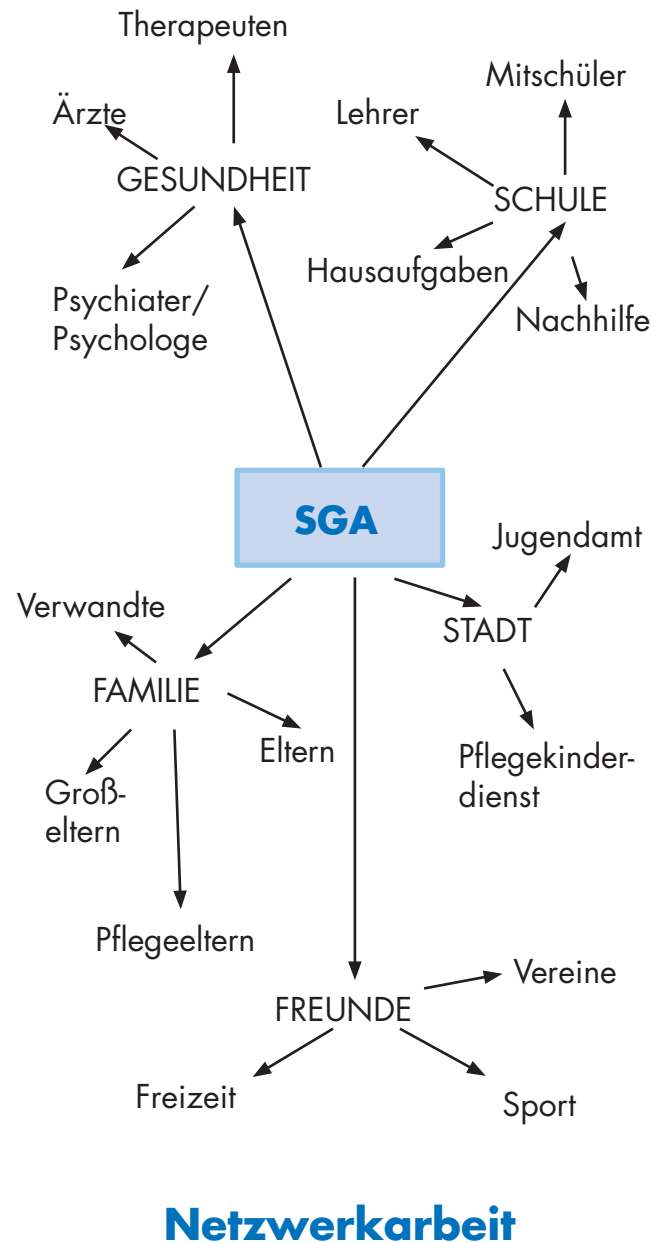 Therapeuten
Mitschüler
Ärzte
Lehrer
GESUNDHEIT
SCHULE
Hausaufgaben
Psychiater/
Psychologe
Nachhilfe
SGA
Jugendamt
Verwandte
STADT
FAMILIE
Eltern
Pflegekinder-
dienst
Groß-
eltern
Pflegeeltern
Vereine
FREUNDE
Freizeit
Sport
Netzwerkarbeit